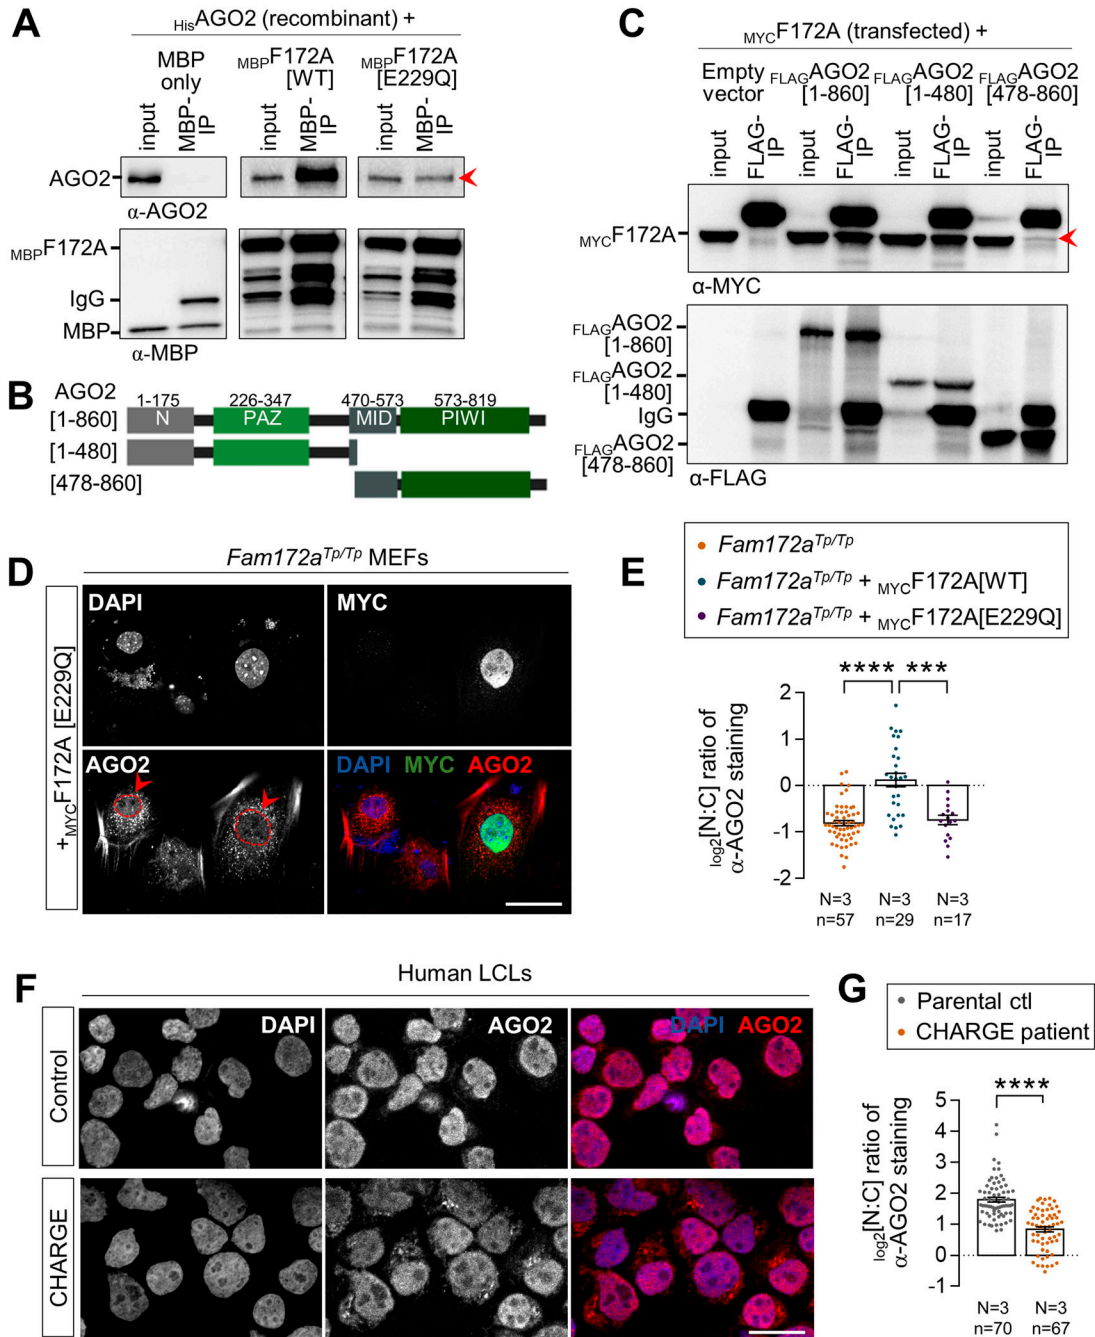 A
HisAGO2 (recombinant) +
MBP only
MBPF172A [WT]
MBPF172A [E229Q]
input
MBP-IP
input
MBP-IP
input
MBP-IP
AGO2
α-AGO2
MBPF172A
IgG
MBP
α-MBP
B
AGO2
1-175
226-347
470-573
573-819
[1-860]
N
PAZ
MID
PIWI
[1-480]
[478-860]
C
MYCF172A (transfected) +
Empty vector
FLAGAGO2 [1-860]
FLAGAGO2 [1-480]
FLAGAGO2 [478-860]
input
FLAG-IP
input
FLAG-IP
input
FLAG-IP
input
FLAG-IP
MYCF172A
α-MYC
FLAGAGO2
[1-860]
FLAGAGO2
[1-480]
IgG
FLAGAGO2
[478-860]
α-FLAG
D
Fam172aTp/Tp MEFs
+MYCF172A [E229Q]
DAPI
MYC
AGO2
DAPI MYC AGO2
E
Fam172aTp/Tp
Fam172aTp/Tp + MYCF172A[WT]
Fam172aTp/Tp + MYCF172A[E229Q]
log2[N:C] ratio of
α-AGO2 staining
**** ***
2
1
0
-1
-2
N=3 N=3 N=3
n=57 n=29 n=17
F
Human LCLs
Control
DAPI
AGO2
DAPI AGO2
CHARGE
G
Parental ctl
CHARGE patient
log2[N:C] ratio of
α-AGO2 staining
****
5
4
3
2
1
0
-1
N=3 N=3
n=70 n=67